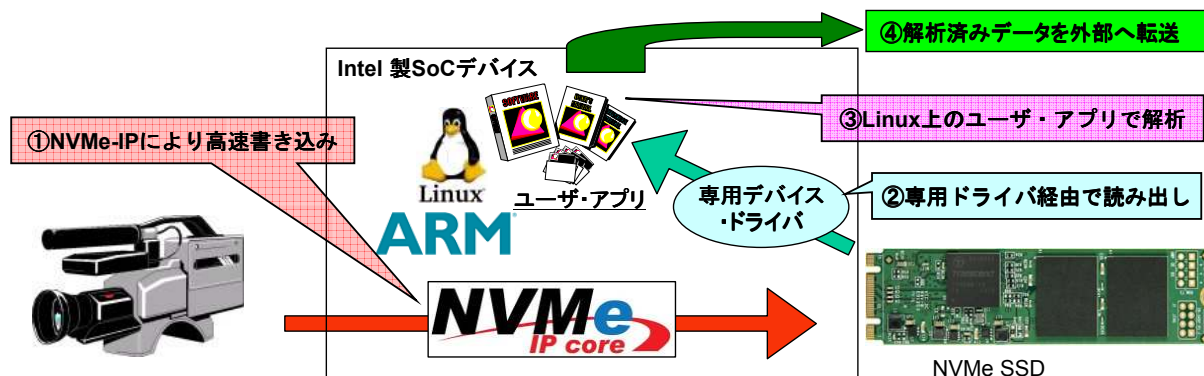 ④解析済みデータを外部へ転送
Intel 製SoCデバイス
①NVMe-IPにより高速書き込み
③Linux上のユーザ・アプリで解析
SOFTWARE
Linux
ユーザ・アプリ
ARM
専用デバイス
・ドライバ
②専用ドライバ経由で読み出し
NVMe
IP core
NVMe SSD